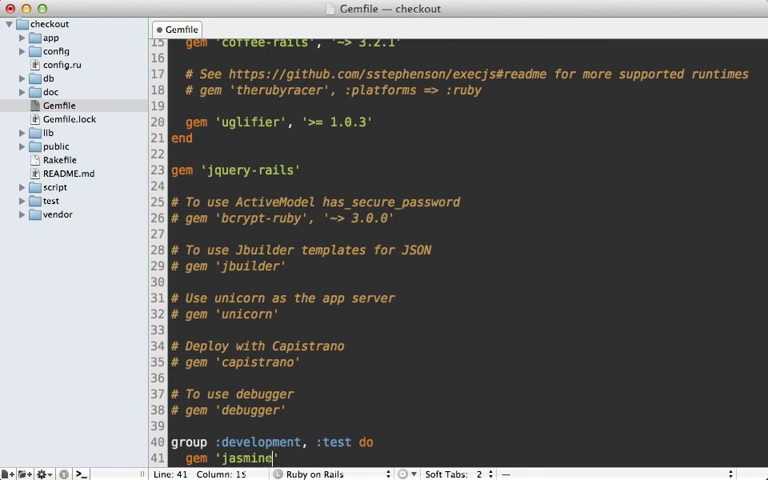 Gemfile — checkout
checkout
app
config
config.ru
db
doc
Gemfile
Gemfile.lock
lib
public
Rakefile
README.md
script
test
vendor
Gemfile
15 gem 'coffee-rails', '~> 3.2.1'
16
17 # See https://github.com/sstephenson/execjs#readme for more supported runtimes
18 # gem 'therubyracer', :platforms => :ruby
19
20 gem 'uglifier', '>= 1.0.3'
21 end
22
23 gem 'jquery-rails'
24
25 # To use ActiveModel has_secure_password
26 # gem 'bcrypt-ruby', '~> 3.0.0'
27
28 # To use Jbuilder templates for JSON
29 # gem 'jbuilder'
30
31 # Use unicorn as the app server
32 # gem 'unicorn'
33
34 # Deploy with Capistrano
35 # gem 'capistrano'
36
37 # To use debugger
38 # gem 'debugger'
39
40 group :development, :test do
41 gem 'jasmine'
Line: 41 Column: 15 Ruby on Rails Soft Tabs: 2 —